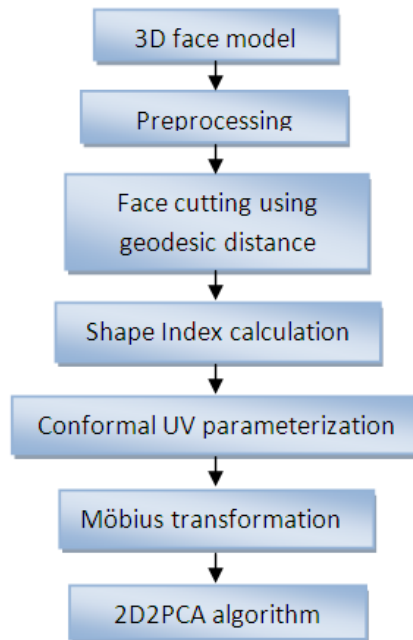 3D face model
Preprocessing
Face cutting using
geodesic distance
Shape Index calculation
Conformal UV parameterization
Möbius transformation
2D2PCA algorithm